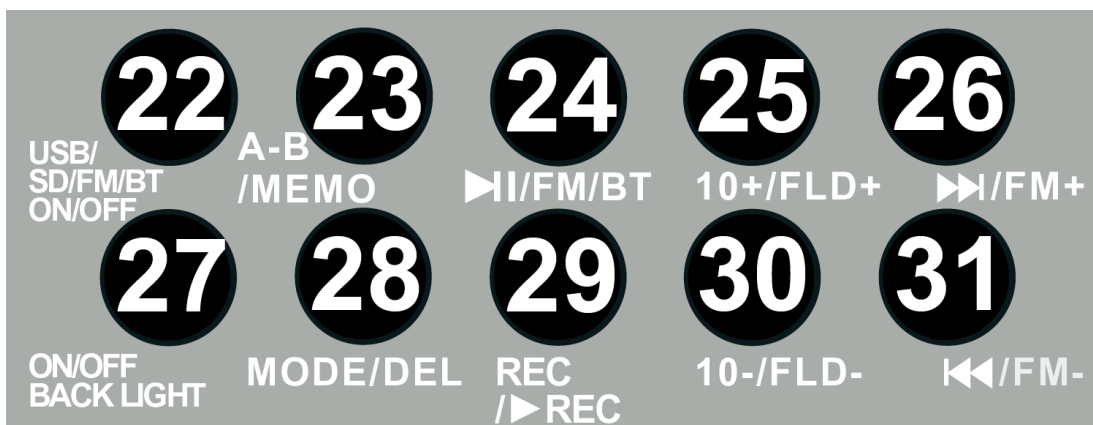 22 23 24 25 26
USB/
SD/FM/BT
ON/OFF
A-B
/MEMO
▶II/FM/BT
10+/FLD+
▶▶I/FM+
27 28 29 30 31
ON/OFF
BACK LIGHT
MODE/DEL
REC
/▶REC
10-/FLD-
I◀◀/FM-